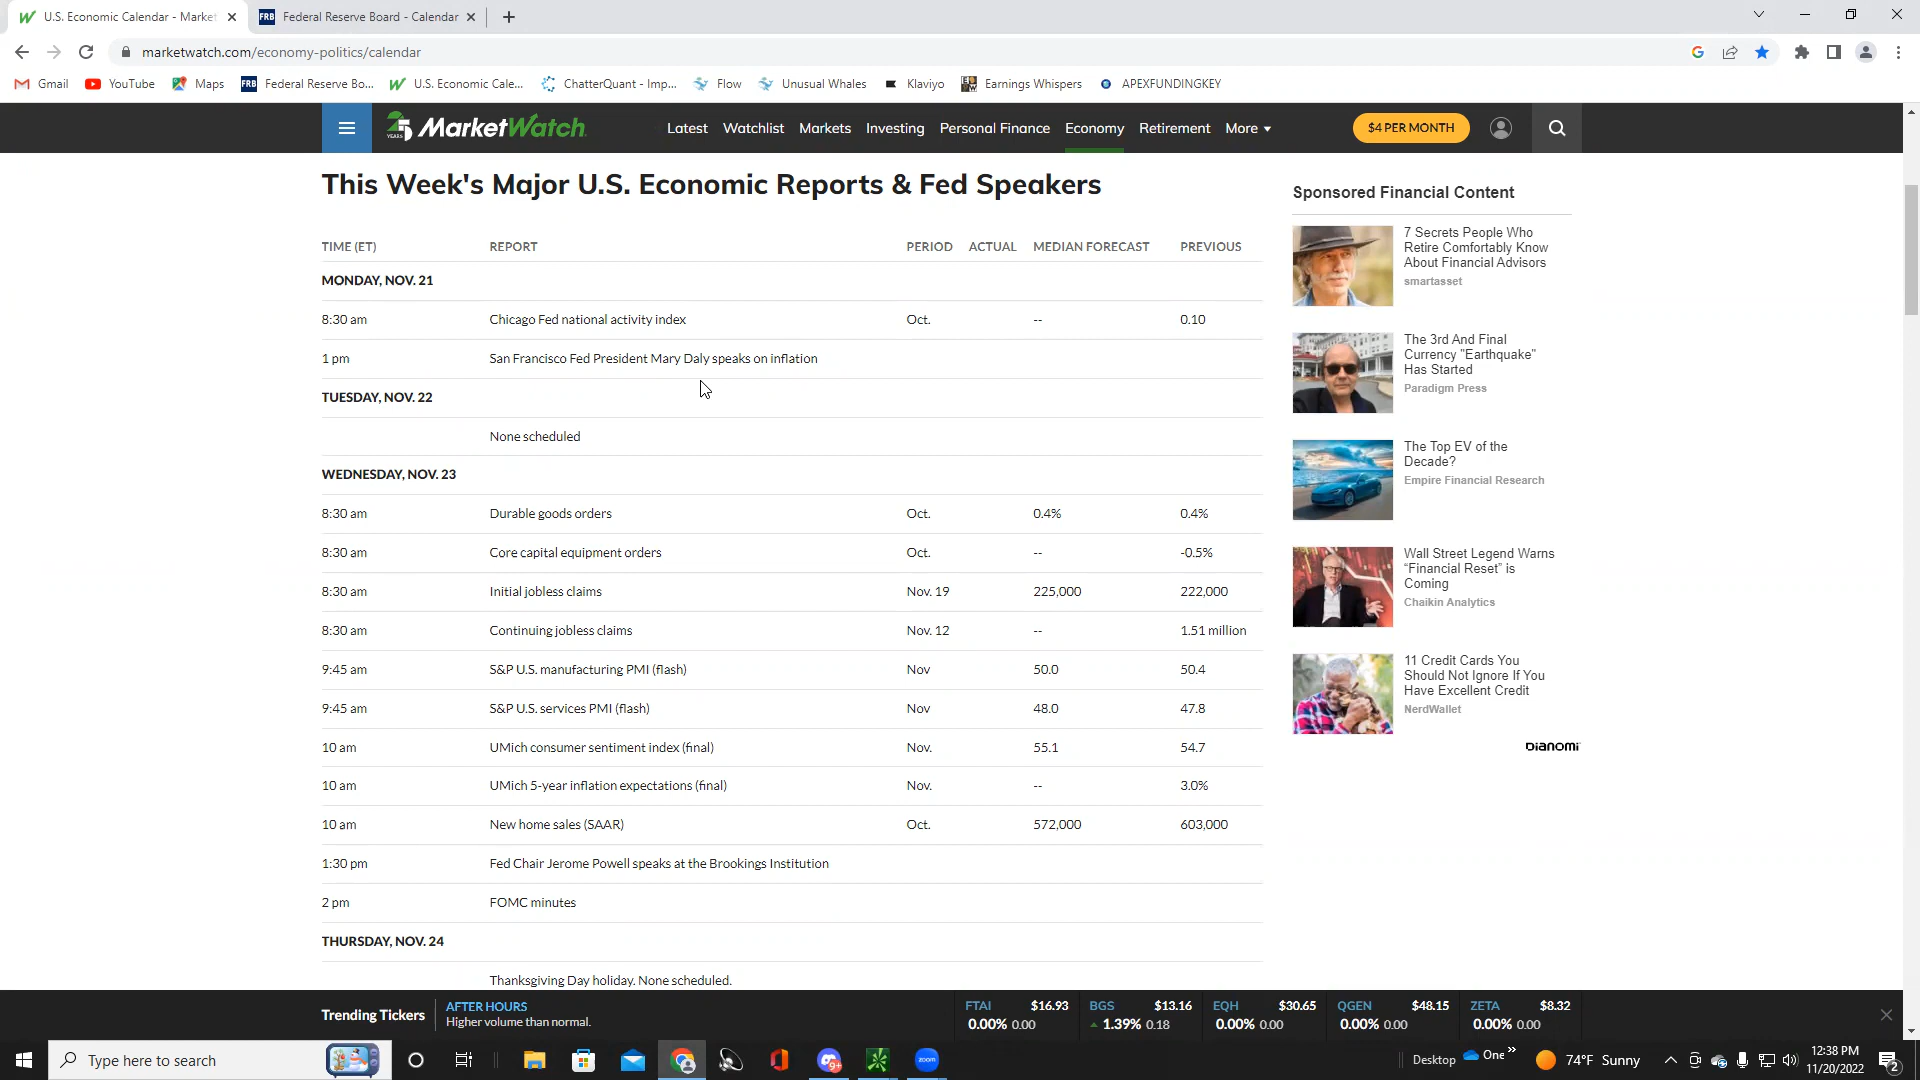 U.S. Economic Calendar - Market
Federal Reserve Board - Calendar
marketwatch.com/economy-politics/calendar
Gmail YouTube Maps Federal Reserve Bo... U.S. Economic Cale... ChatterQuant - Imp... Flow Unusual Whales Klaviyo Earnings Whispers APEXFUNDINGKEY
25 YEARS MarketWatch Latest Watchlist Markets Investing Personal Finance Economy Retirement More $4 PER MONTH
This Week's Major U.S. Economic Reports & Fed Speakers
TIME (ET) REPORT PERIOD ACTUAL MEDIAN FORECAST PREVIOUS
MONDAY, NOV. 21
8:30 am Chicago Fed national activity index Oct. -- 0.10
1 pm San Francisco Fed President Mary Daly speaks on inflation
TUESDAY, NOV. 22
None scheduled
WEDNESDAY, NOV. 23
8:30 am Durable goods orders Oct. 0.4% 0.4%
8:30 am Core capital equipment orders Oct. -- -0.5%
8:30 am Initial jobless claims Nov. 19 225,000 222,000
8:30 am Continuing jobless claims Nov. 12 -- 1.51 million
9:45 am S&P U.S. manufacturing PMI (flash) Nov 50.0 50.4
9:45 am S&P U.S. services PMI (flash) Nov 48.0 47.8
10 am UMich consumer sentiment index (final) Nov. 55.1 54.7
10 am UMich 5-year inflation expectations (final) Nov. -- 3.0%
10 am New home sales (SAAR) Oct. 572,000 603,000
1:30 pm Fed Chair Jerome Powell speaks at the Brookings Institution
2 pm FOMC minutes
THURSDAY, NOV. 24
Thanksgiving Day holiday. None scheduled.
Sponsored Financial Content
7 Secrets People Who
Retire Comfortably Know
About Financial Advisors
smartasset
The 3rd And Final
Currency "Earthquake"
Has Started
Paradigm Press
The Top EV of the
Decade?
Empire Financial Research
Wall Street Legend Warns
“Financial Reset” is
Coming
Chaikin Analytics
11 Credit Cards You
Should Not Ignore If You
Have Excellent Credit
NerdWallet
DIANOMI
Trending Tickers
AFTER HOURS
Higher volume than normal.
FTAI $16.93
0.00% 0.00
BGS $13.16
1.39% 0.18
EQH $30.65
0.00% 0.00
QGEN $48.15
0.00% 0.00
ZETA $8.32
0.00% 0.00
Type here to search
9+
zoom
Desktop
One
74°F Sunny
12:38 PM
11/20/2022
2